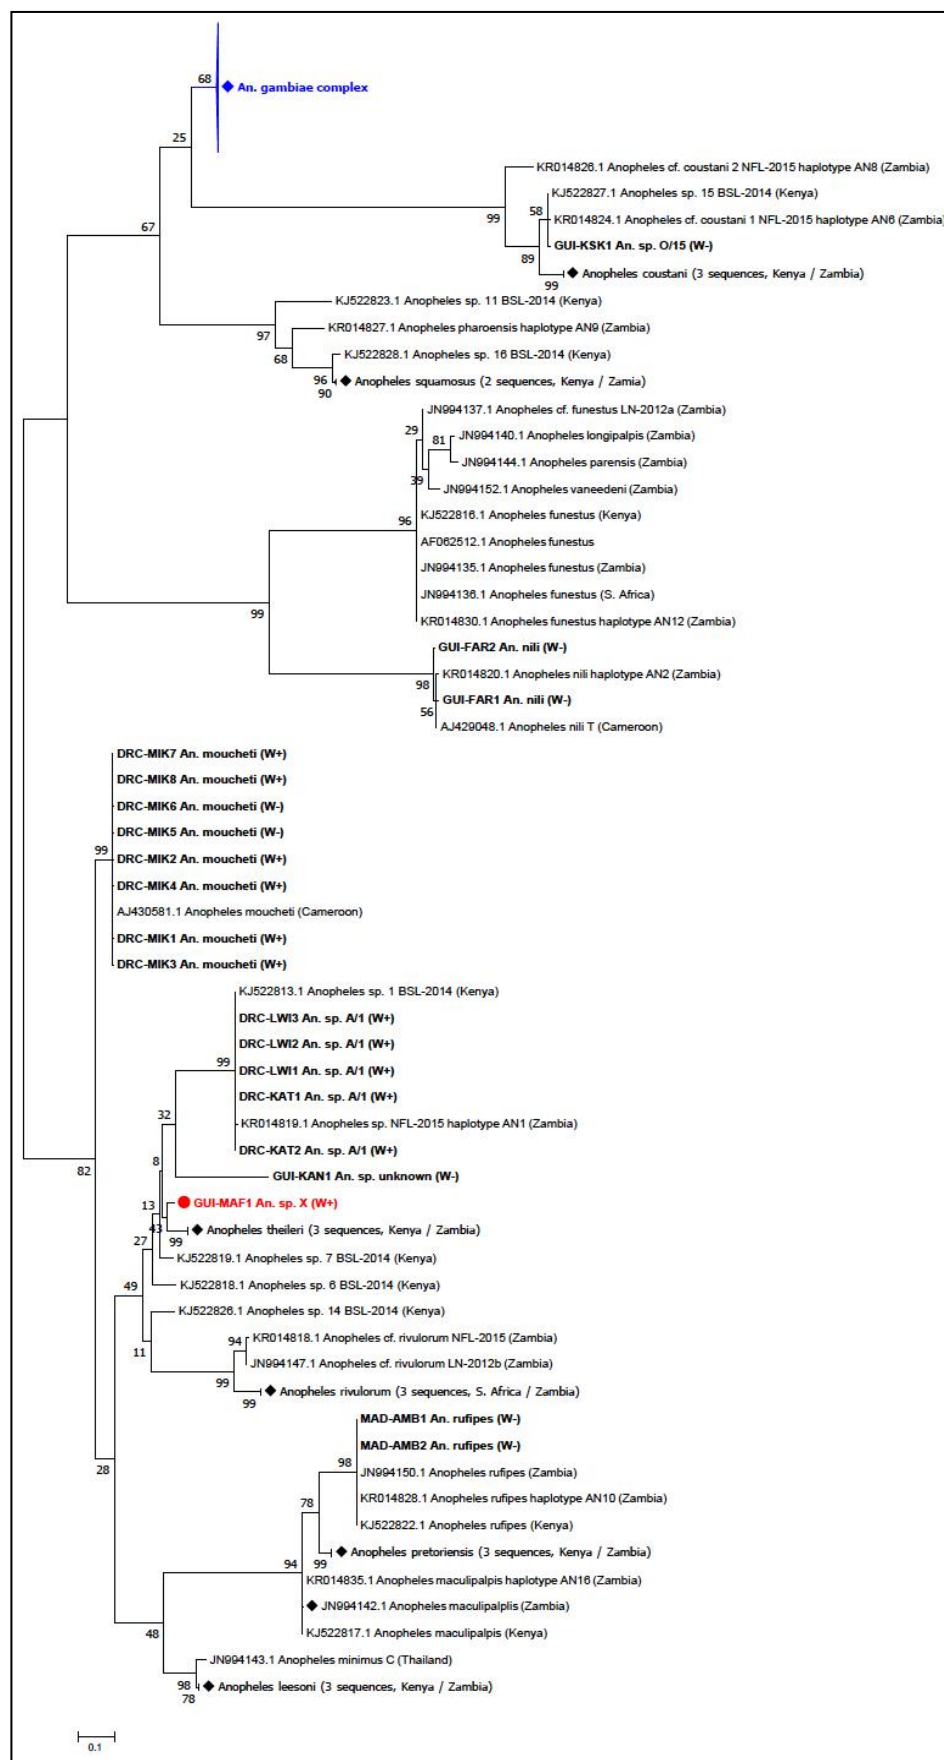 68
An. gambiae complex
25
KR014826.1 Anopheles cf. coustani 2 NFL-2015 haplotype AN8 (Zambia)
KJ522827.1 Anopheles sp. 15 BSL-2014 (Kenya)
58
99
KR014824.1 Anopheles cf. coustani 1 NFL-2015 haplotype AN6 (Zambia)
67
GUI-KSK1 An. sp. O/15 (W-)
89
Anopheles coustani (3 sequences, Kenya / Zambia)
99
KJ522823.1 Anopheles sp. 11 BSL-2014 (Kenya)
97
KR014827.1 Anopheles pharoensis haplotype AN9 (Zambia)
68
KJ522828.1 Anopheles sp. 16 BSL-2014 (Kenya)
96
Anopheles squamosus (2 sequences, Kenya / Zamia)
90
JN994137.1 Anopheles cf. funestus LN-2012a (Zambia)
29
81
JN994140.1 Anopheles longipalpis (Zambia)
JN994144.1 Anopheles parensis (Zambia)
39
JN994152.1 Anopheles vaneedeni (Zambia)
96
KJ522816.1 Anopheles funestus (Kenya)
AF062512.1 Anopheles funestus
JN994135.1 Anopheles funestus (Zambia)
JN994136.1 Anopheles funestus (S. Africa)
99
KR014830.1 Anopheles funestus haplotype AN12 (Zambia)
GUI-FAR2 An. nili (W-)
98
KR014820.1 Anopheles nili haplotype AN2 (Zambia)
GUI-FAR1 An. nili (W-)
56
AJ429048.1 Anopheles nili T (Cameroon)
DRC-MIK7 An. moucheti (W+)
DRC-MIK8 An. moucheti (W+)
DRC-MIK6 An. moucheti (W-)
DRC-MIK5 An. moucheti (W-)
99
DRC-MIK2 An. moucheti (W+)
DRC-MIK4 An. moucheti (W+)
AJ430581.1 Anopheles moucheti (Cameroon)
DRC-MIK1 An. moucheti (W+)
DRC-MIK3 An. moucheti (W+)
KJ522813.1 Anopheles sp. 1 BSL-2014 (Kenya)
DRC-LWI3 An. sp. A/1 (W+)
DRC-LWI2 An. sp. A/1 (W+)
99
DRC-LWI1 An. sp. A/1 (W+)
DRC-KAT1 An. sp. A/1 (W+)
32
KR014819.1 Anopheles sp. NFL-2015 haplotype AN1 (Zambia)
DRC-KAT2 An. sp. A/1 (W+)
82
8
GUI-KAN1 An. sp. unknown (W-)
13
GUI-MAF1 An. sp. X (W+)
43
Anopheles theileri (3 sequences, Kenya / Zambia)
27
99
KJ522819.1 Anopheles sp. 7 BSL-2014 (Kenya)
49
KJ522818.1 Anopheles sp. 6 BSL-2014 (Kenya)
KJ522826.1 Anopheles sp. 14 BSL-2014 (Kenya)
11
94
KR014818.1 Anopheles cf. rivulorum NFL-2015 (Zambia)
JN994147.1 Anopheles cf. rivulorum LN-2012b (Zambia)
99
Anopheles rivulorum (3 sequences, S. Africa / Zambia)
99
MAD-AMB1 An. rufipes (W-)
MAD-AMB2 An. rufipes (W-)
28
98
JN994150.1 Anopheles rufipes (Zambia)
KR014828.1 Anopheles rufipes haplotype AN10 (Zambia)
78
KJ522822.1 Anopheles rufipes (Kenya)
Anopheles pretoriensis (3 sequences, Kenya / Zambia)
94
99
KR014835.1 Anopheles maculipalpis haplotype AN16 (Zambia)
JN994142.1 Anopheles maculipalplis (Zambia)
48
KJ522817.1 Anopheles maculipalpis (Kenya)
JN994143.1 Anopheles minimus C (Thailand)
98
Anopheles leesoni (3 sequences, Kenya / Zambia)
78
0.1